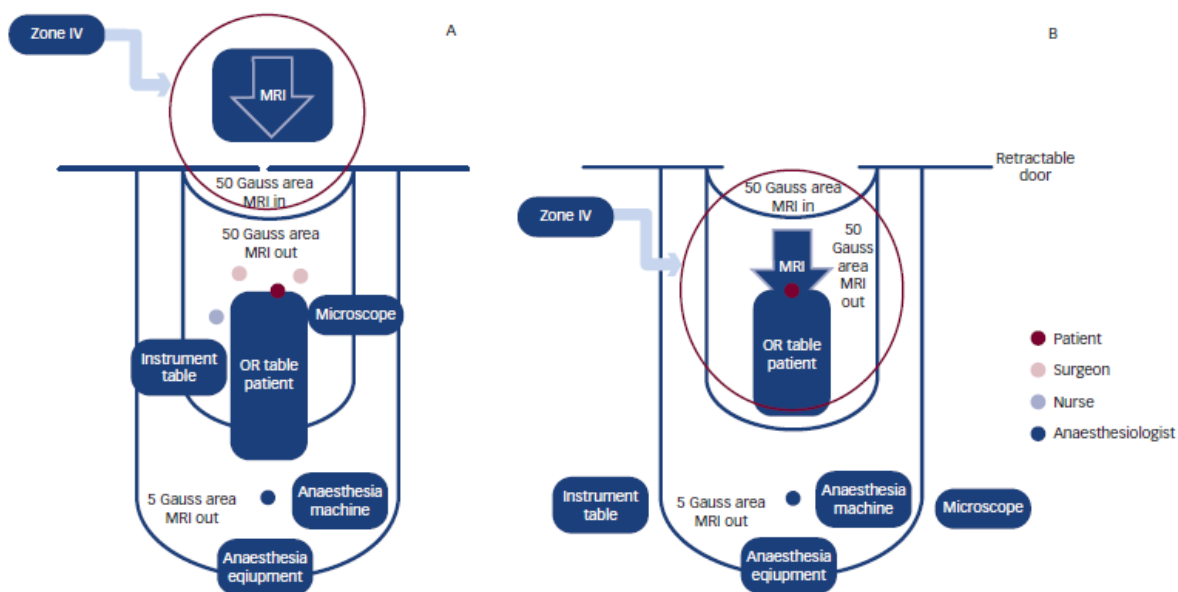 Zone IV
A
MRI
50 Gauss area
MRI in
50 Gauss area
MRI out
Microscope
Instrument
table
OR table
patient
5 Gauss area
MRI out
Anaesthesia
machine
Anaesthesia
eqiupment
B
Retractable
door
50 Gauss area
MRI in
Zone IV
50
Gauss
area
MRI
out
MRI
OR table
patient
Patient
Surgeon
Nurse
Anaesthesiologist
Instrument
table
5 Gauss area
MRI out
Anaesthesia
machine
Microscope
Anaesthesia
eqiupment